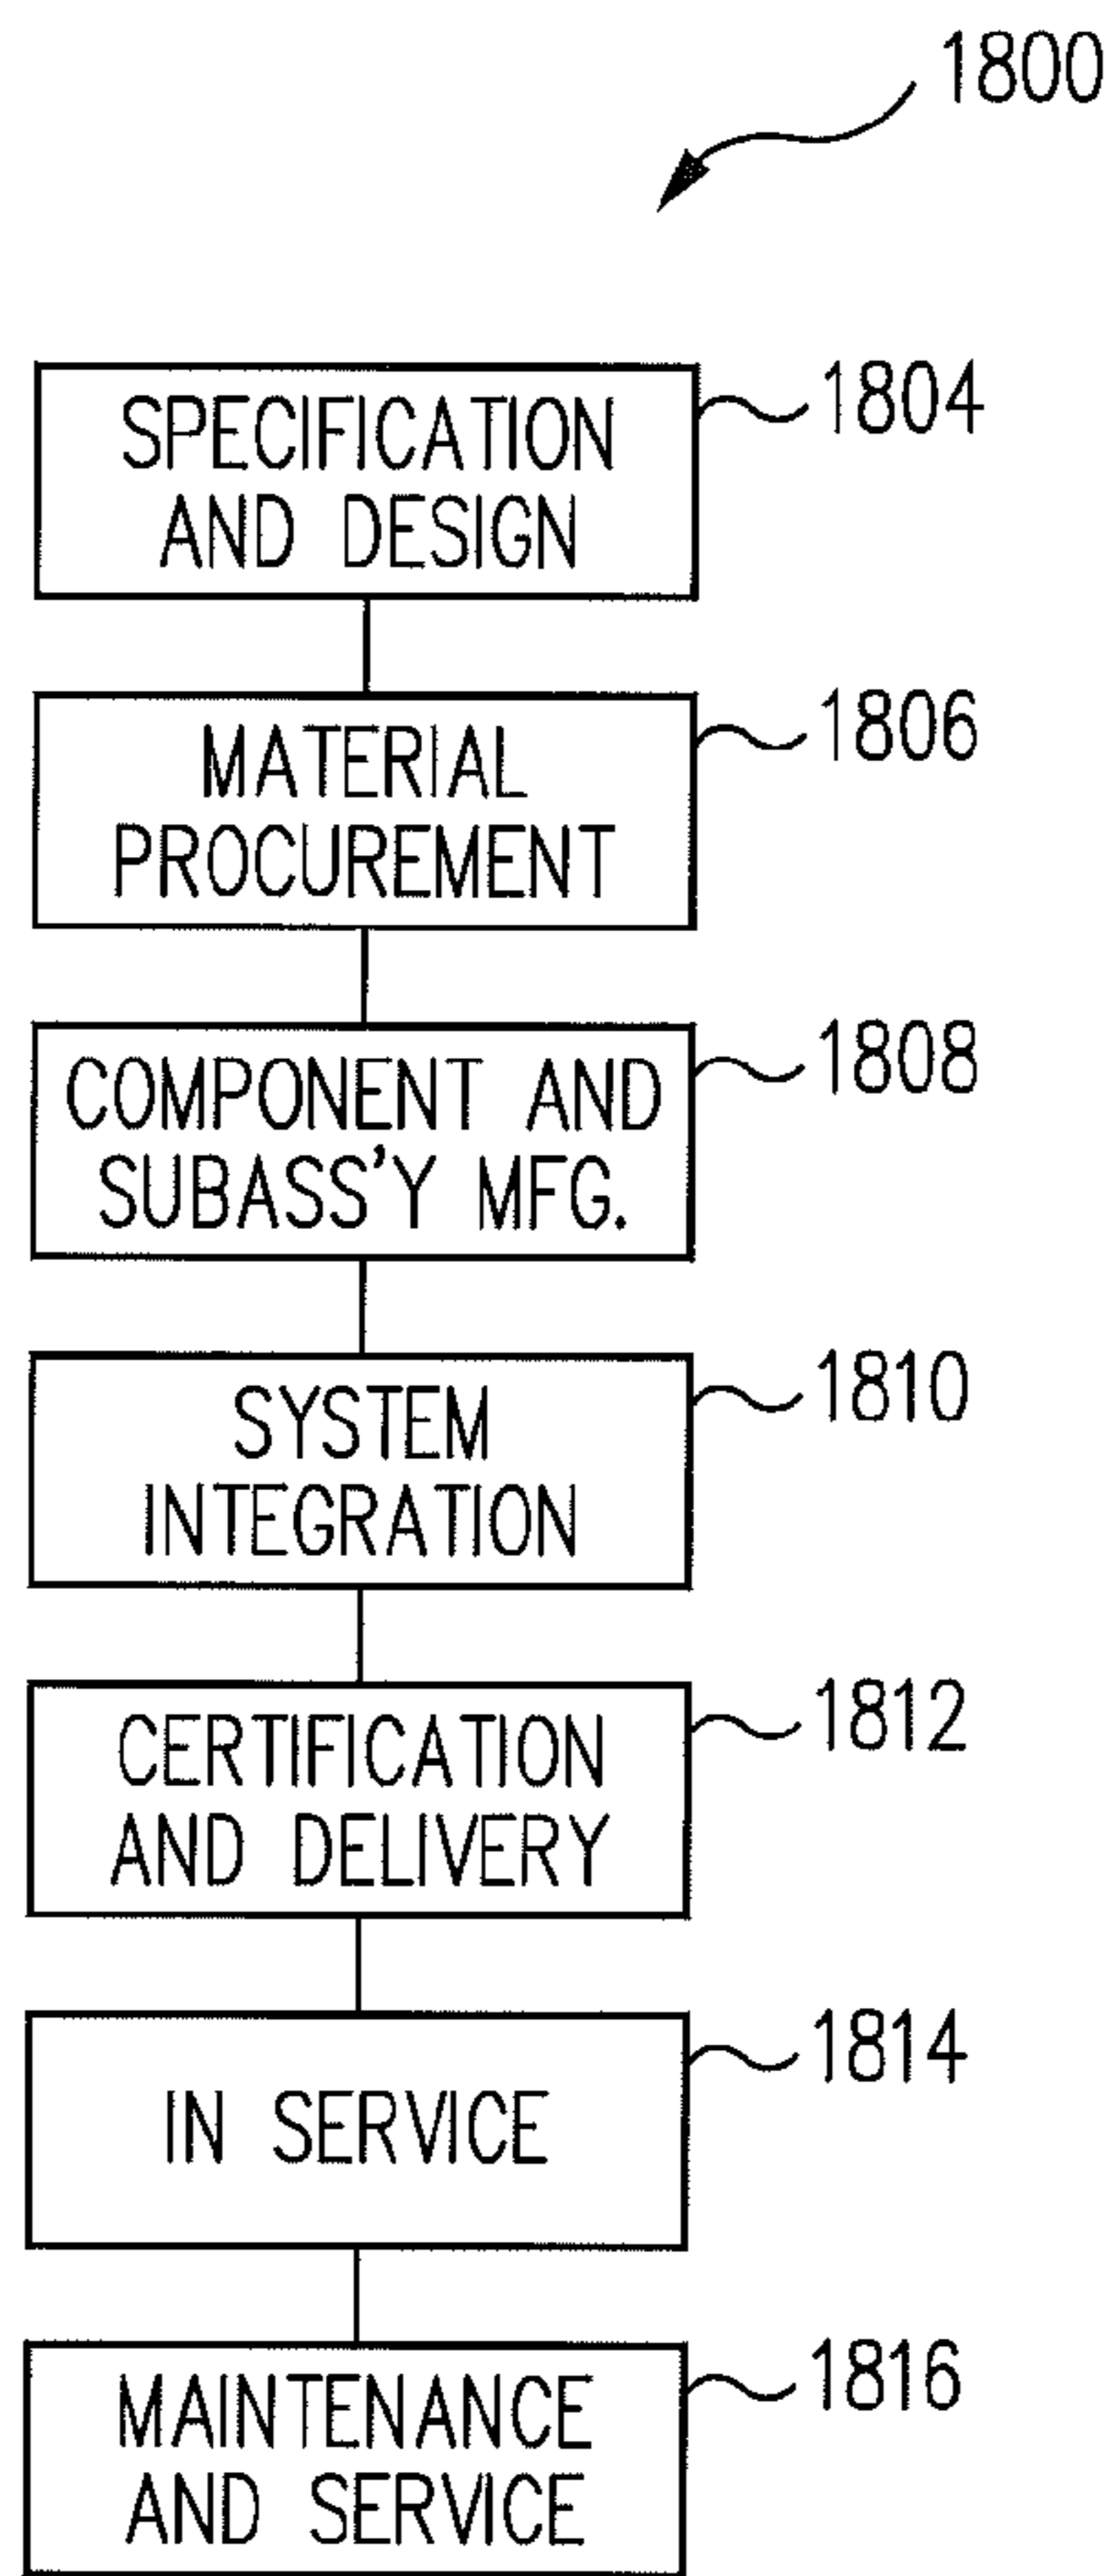 1800
SPECIFICATION
AND DESIGN
1804
MATERIAL
PROCUREMENT
1806
COMPONENT AND
SUBASS'Y MFG.
1808
SYSTEM
INTEGRATION
1810
CERTIFICATION
AND DELIVERY
1812
IN SERVICE
1814
MAINTENANCE
AND SERVICE
1816